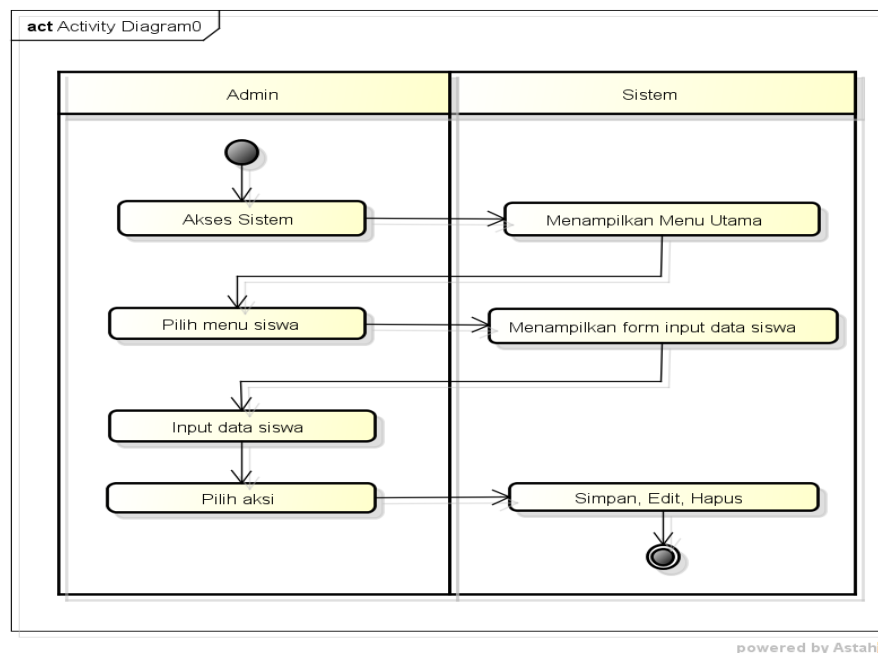 act Activity Diagram0
Admin
Sistem
Akses Sistem
Menampilkan Menu Utama
Pilih menu siswa
Menampilkan form input data siswa
Input data siswa
Pilih aksi
Simpan, Edit, Hapus
powered by Astah